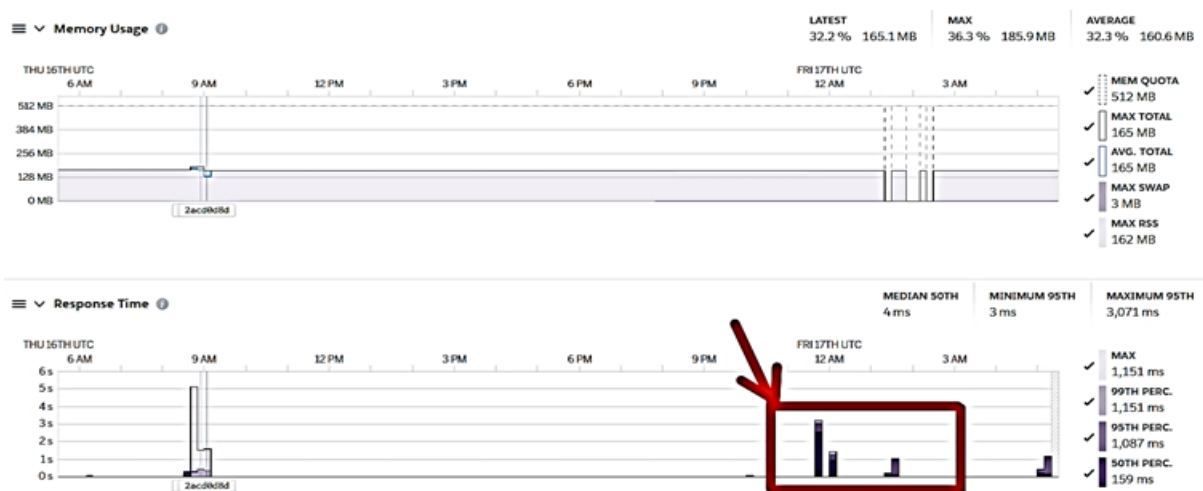 Memory Usage
LATEST
32.2 % 165.1 MB
MAX
36.3 % 185.9 MB
AVERAGE
32.3 % 160.6 MB
THU 16TH UTC
FRI 17TH UTC
6 AM 9 AM 12 PM 3 PM 6 PM 9 PM 12 AM 3 AM
512 MB
384 MB
256 MB
128 MB
0 MB
2acd0d8d
MEM QUOTA
512 MB
MAX TOTAL
165 MB
AVG. TOTAL
165 MB
MAX SWAP
3 MB
MAX RSS
162 MB
Response Time
MEDIAN 50TH
4 ms
MINIMUM 95TH
3 ms
MAXIMUM 95TH
3,071 ms
THU 16TH UTC
FRI 17TH UTC
6 AM 9 AM 12 PM 3 PM 6 PM 9 PM 12 AM 3 AM
6 s
5 s
4 s
3 s
2 s
1 s
0 s
2acd0d8d
MAX
1,151 ms
99TH PERC.
1,151 ms
95TH PERC.
1,087 ms
50TH PERC.
159 ms